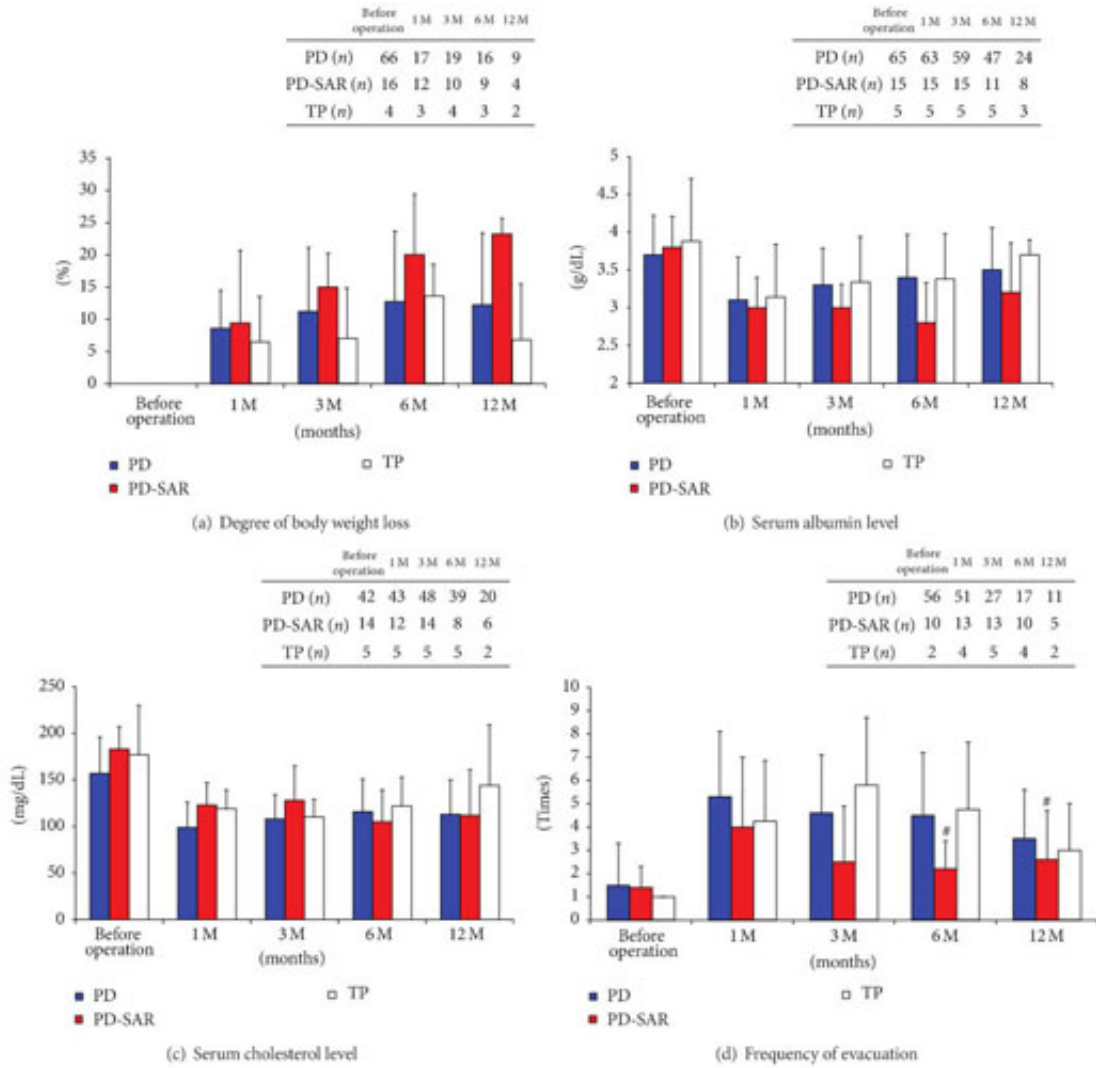 Before operation 1 M 3 M 6 M 12 M
PD (n) 66 17 19 16 9
PD-SAR (n) 16 12 10 9 4
TP (n) 4 3 4 3 2
35
30
25
20
15
10
5
0
(%)
Before operation 1 M 3 M 6 M 12 M
(months)
PD TP
PD-SAR
(a) Degree of body weight loss
Before operation 1 M 3 M 6 M 12 M
PD (n) 65 63 59 47 24
PD-SAR (n) 15 15 15 11 8
TP (n) 5 5 5 5 3
5
4.5
4
3.5
3
2.5
2
(g/dL)
Before operation 1 M 3 M 6 M 12 M
(months)
PD TP
PD-SAR
(b) Serum albumin level
Before operation 1 M 3 M 6 M 12 M
PD (n) 42 43 48 39 20
PD-SAR (n) 14 12 14 8 6
TP (n) 5 5 5 5 2
250
200
150
100
50
0
(mg/dL)
Before operation 1 M 3 M 6 M 12 M
(months)
PD TP
PD-SAR
(c) Serum cholesterol level
Before operation 1 M 3 M 6 M 12 M
PD (n) 56 51 27 17 11
PD-SAR (n) 10 13 13 10 5
TP (n) 2 4 5 4 2
10
9
8
7
6
5
4
3
2
1
0
(Times)
# #
Before operation 1 M 3 M 6 M 12 M
(months)
PD TP
PD-SAR
(d) Frequency of evacuation